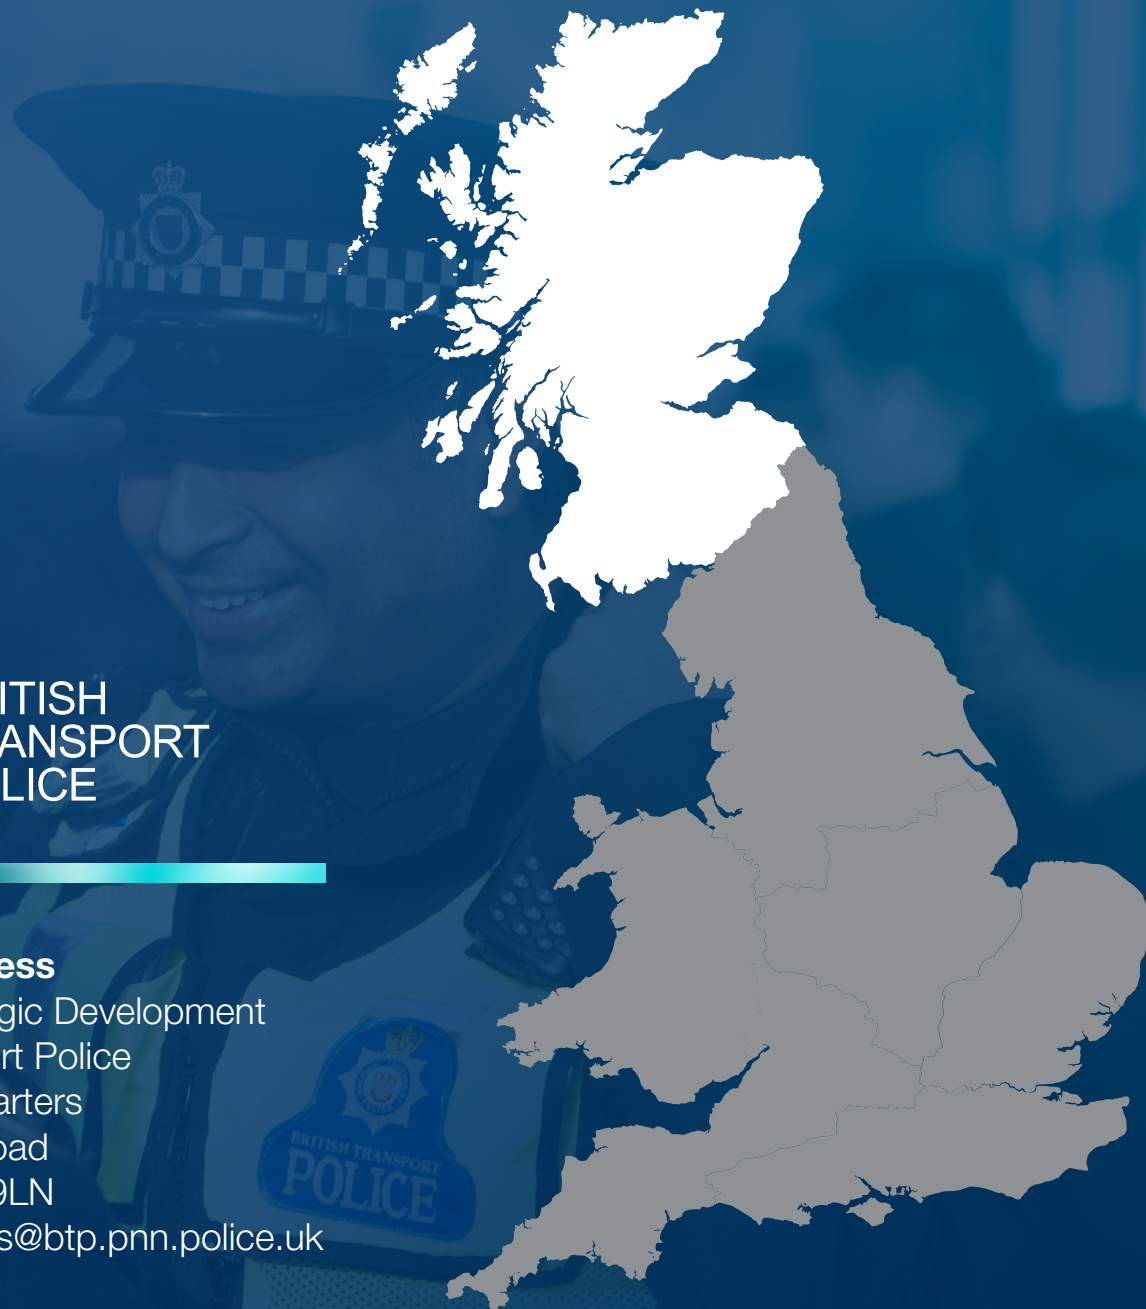 ITISH
ANSPORT
LICE
ess
gic Development
rt Police
arters
oad
9LN
s@btp.pnn.police.uk
BRITISH TRANSPORT
POLICE